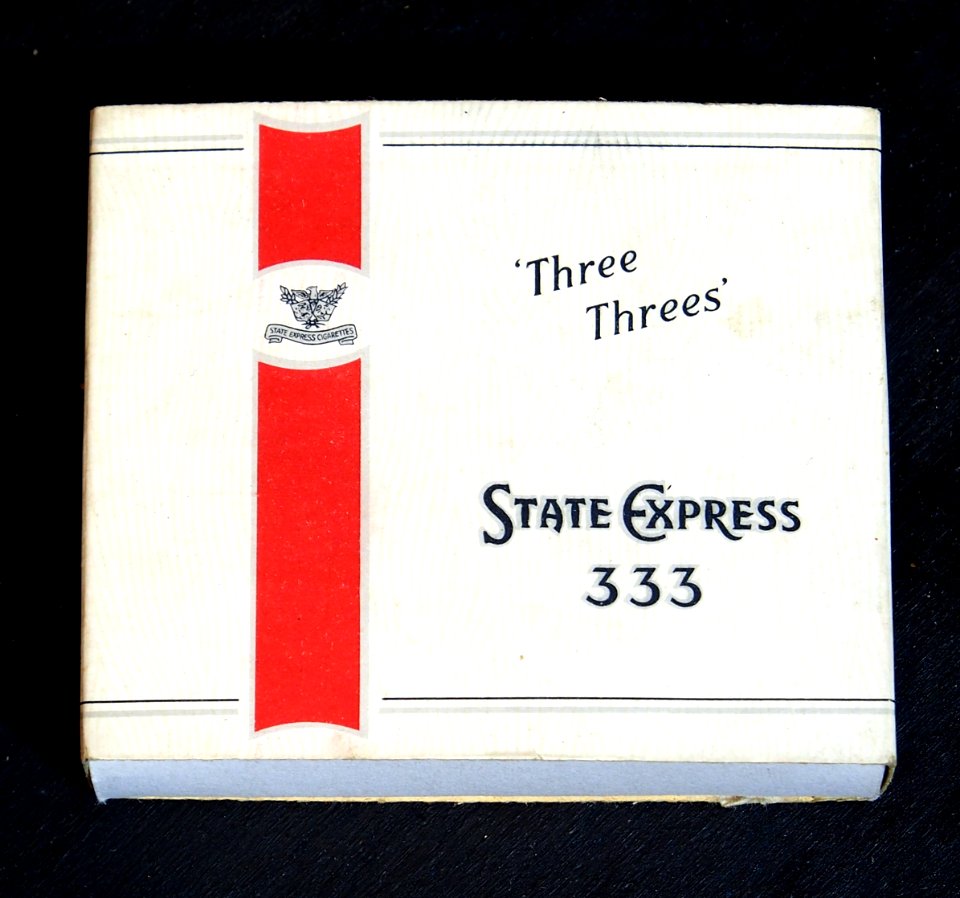 ‘Three
Threes’
STATE EXPRESS CIGARETTES
STATE EXPRESS
333